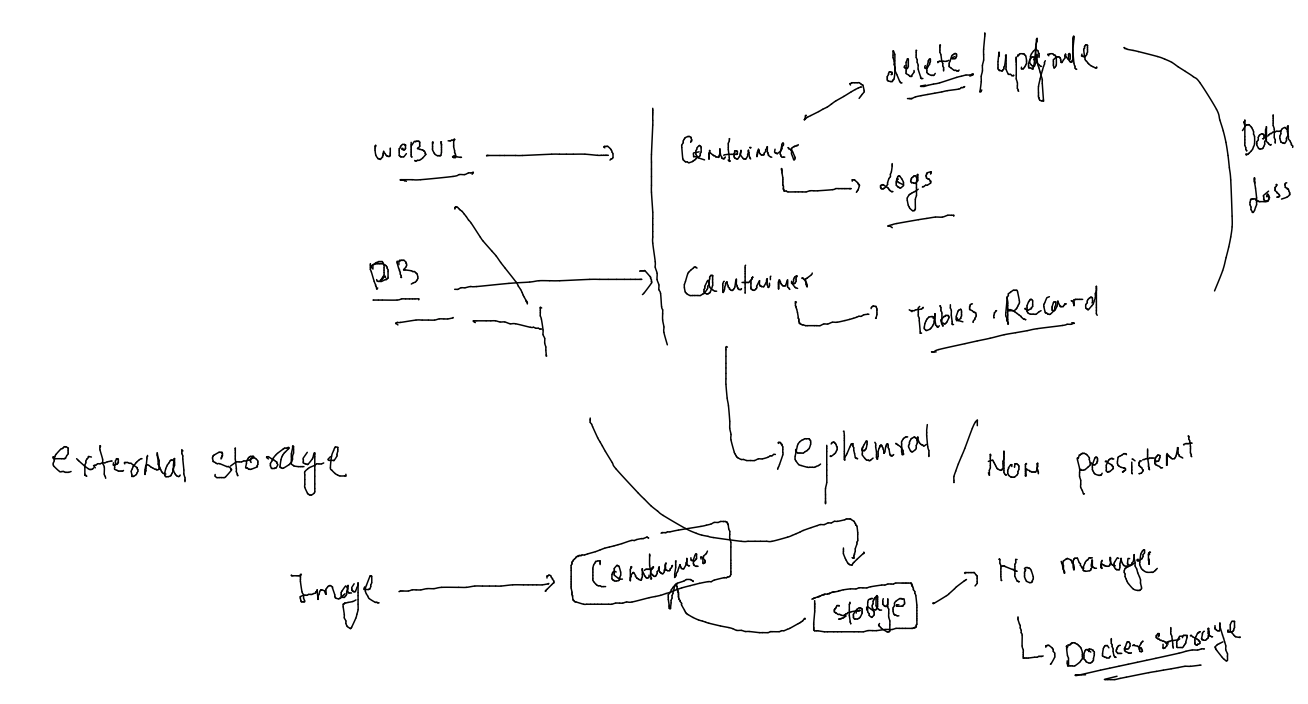 delete / upgrade
WEBUI
Container
Data
Loss
Logs
DB
Container
Tables, Record
external storage
ephemral / Non persistent
Image
Container
storage
No manage
Docker storage